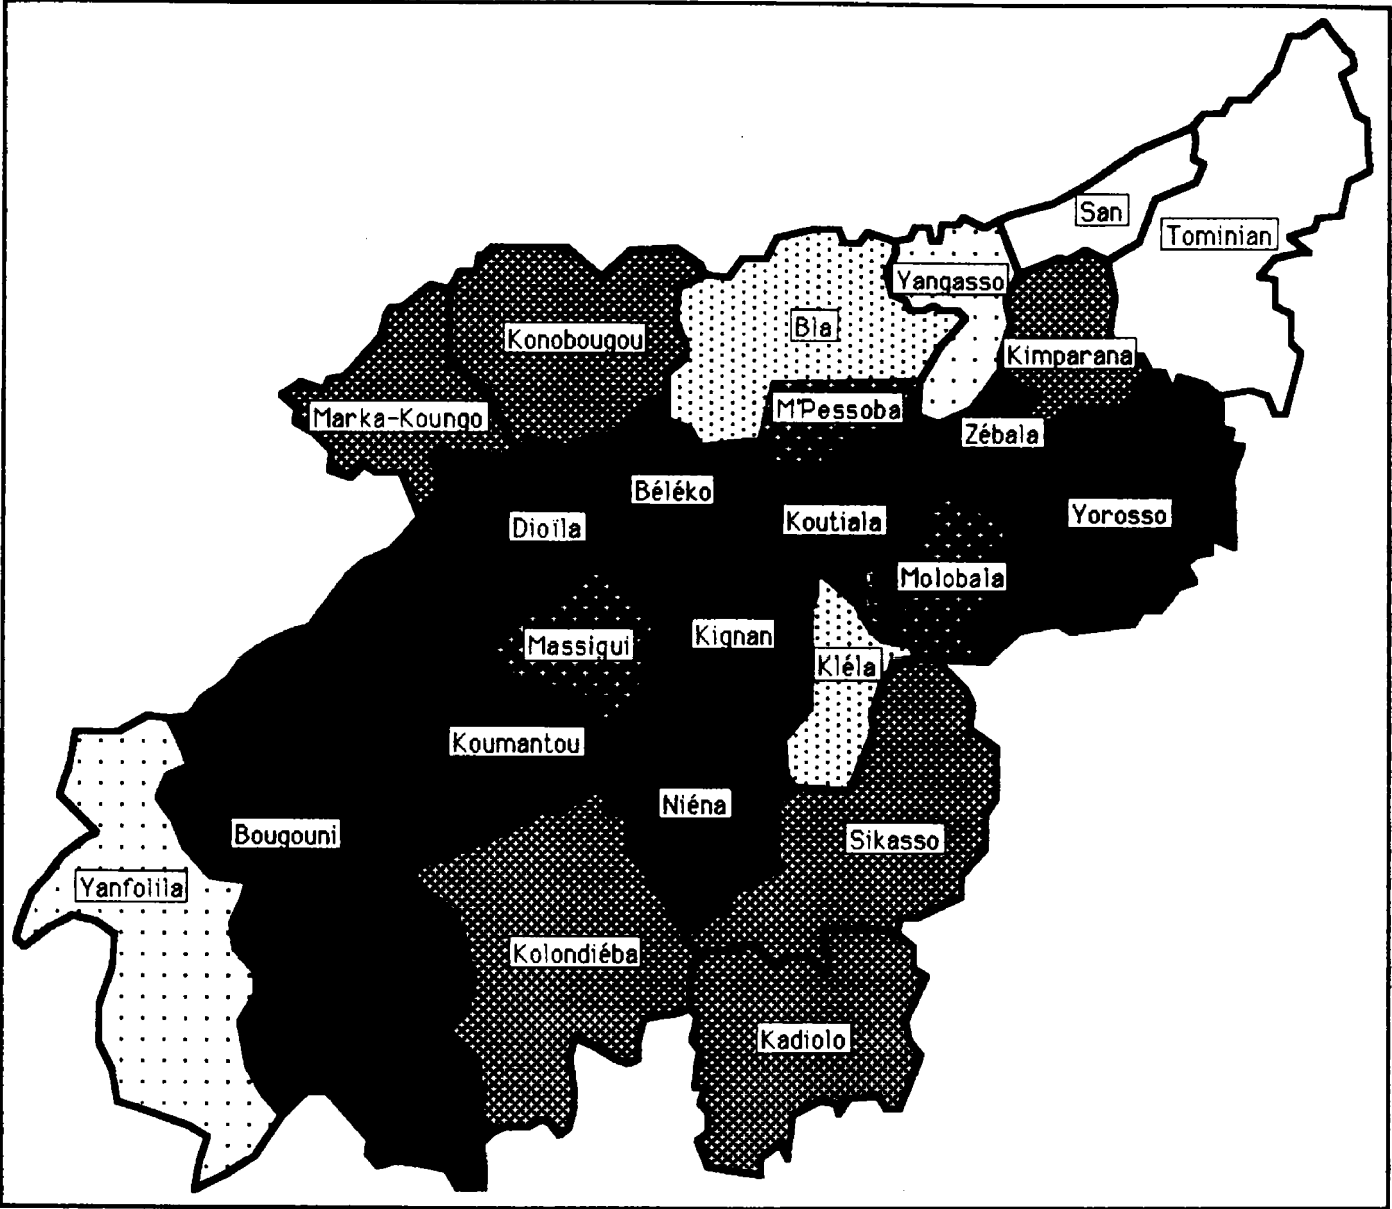 San
Tominian
Yangasso
Bla
Konobougou
Kimparana
M'Pessoba
Marka-Koungo
Zébala
Béléko
Yorosso
Koutiala
Dioïla
Molobala
Kignan
Massigui
Kléla
Koumantou
Niéna
Bougouni
Sikasso
Yanfolila
Kolondiéba
Kadiolo